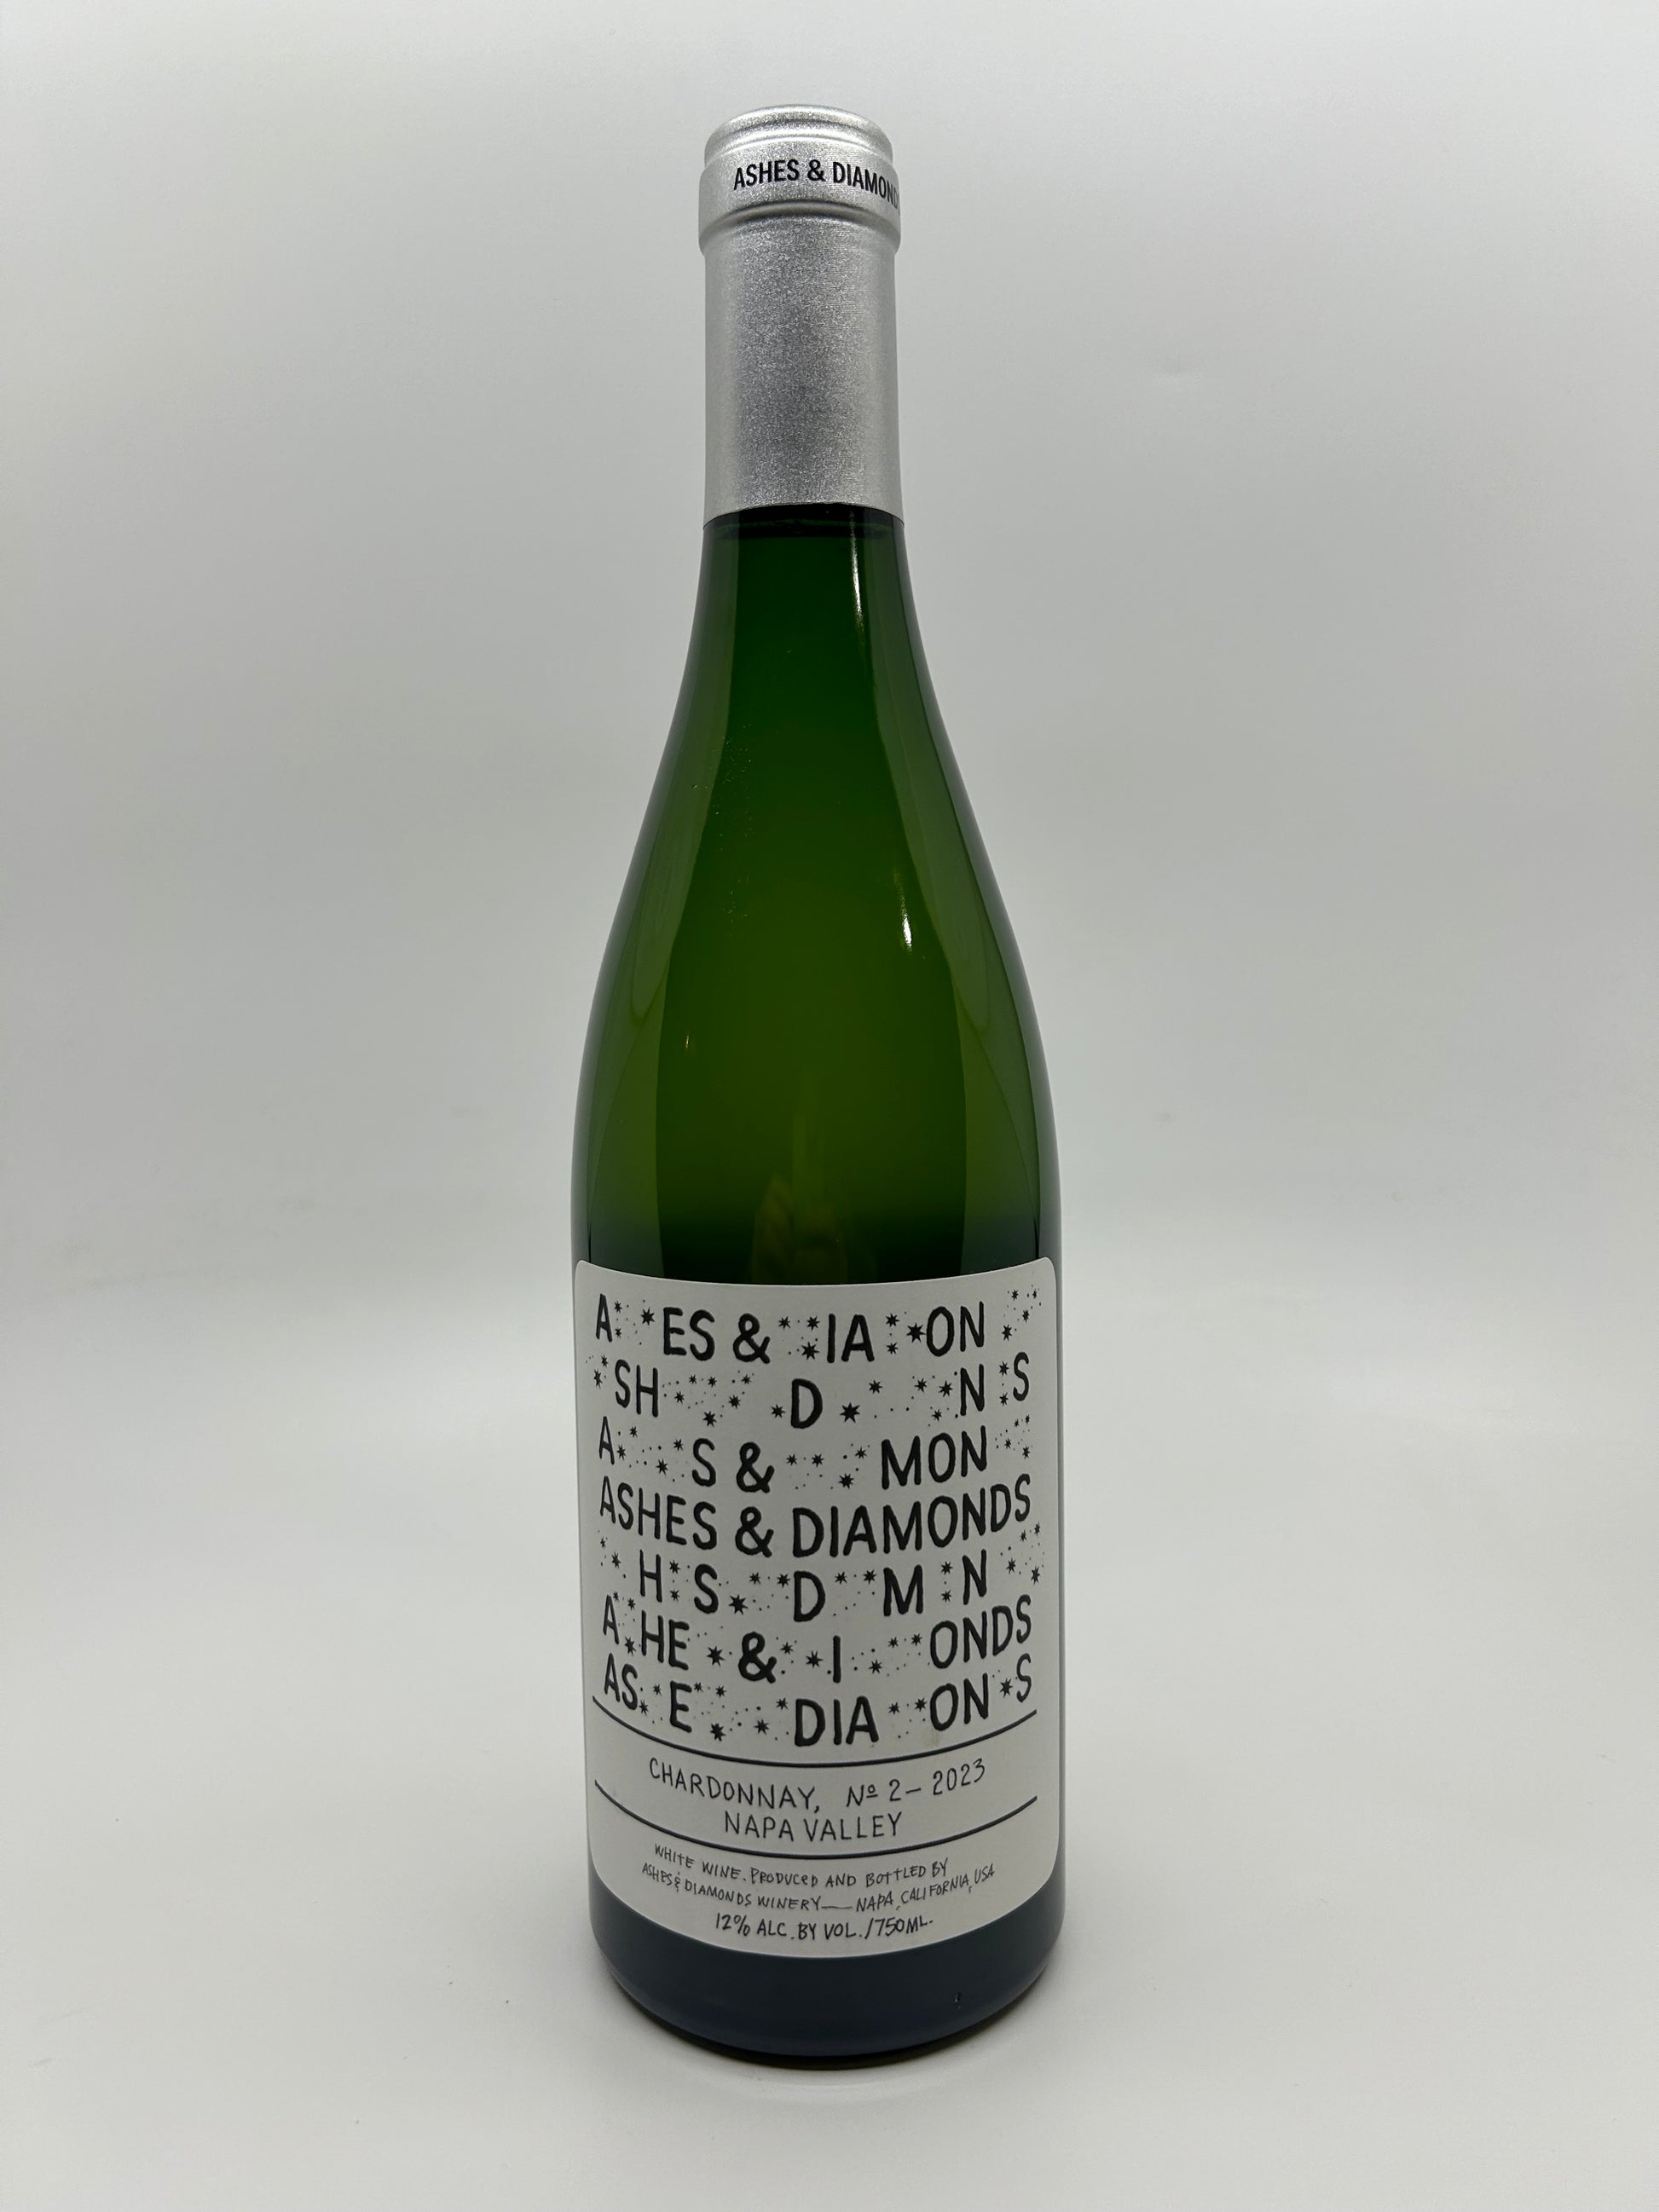 ASHES & DIAMOND
A ES & IA ON
SH D N S
A S & MON
ASHES & DIAMONDS
H S D M N
A HE & I ONDS
AS E DIA ON S
CHARDONNAY, Nº 2 – 2023
NAPA VALLEY
WHITE WINE. PRODUCED AND BOTTLED BY
ASHES & DIAMONDS WINERY — NAPA, CALIFORNIA, USA
12% ALC. BY VOL. / 750ML.